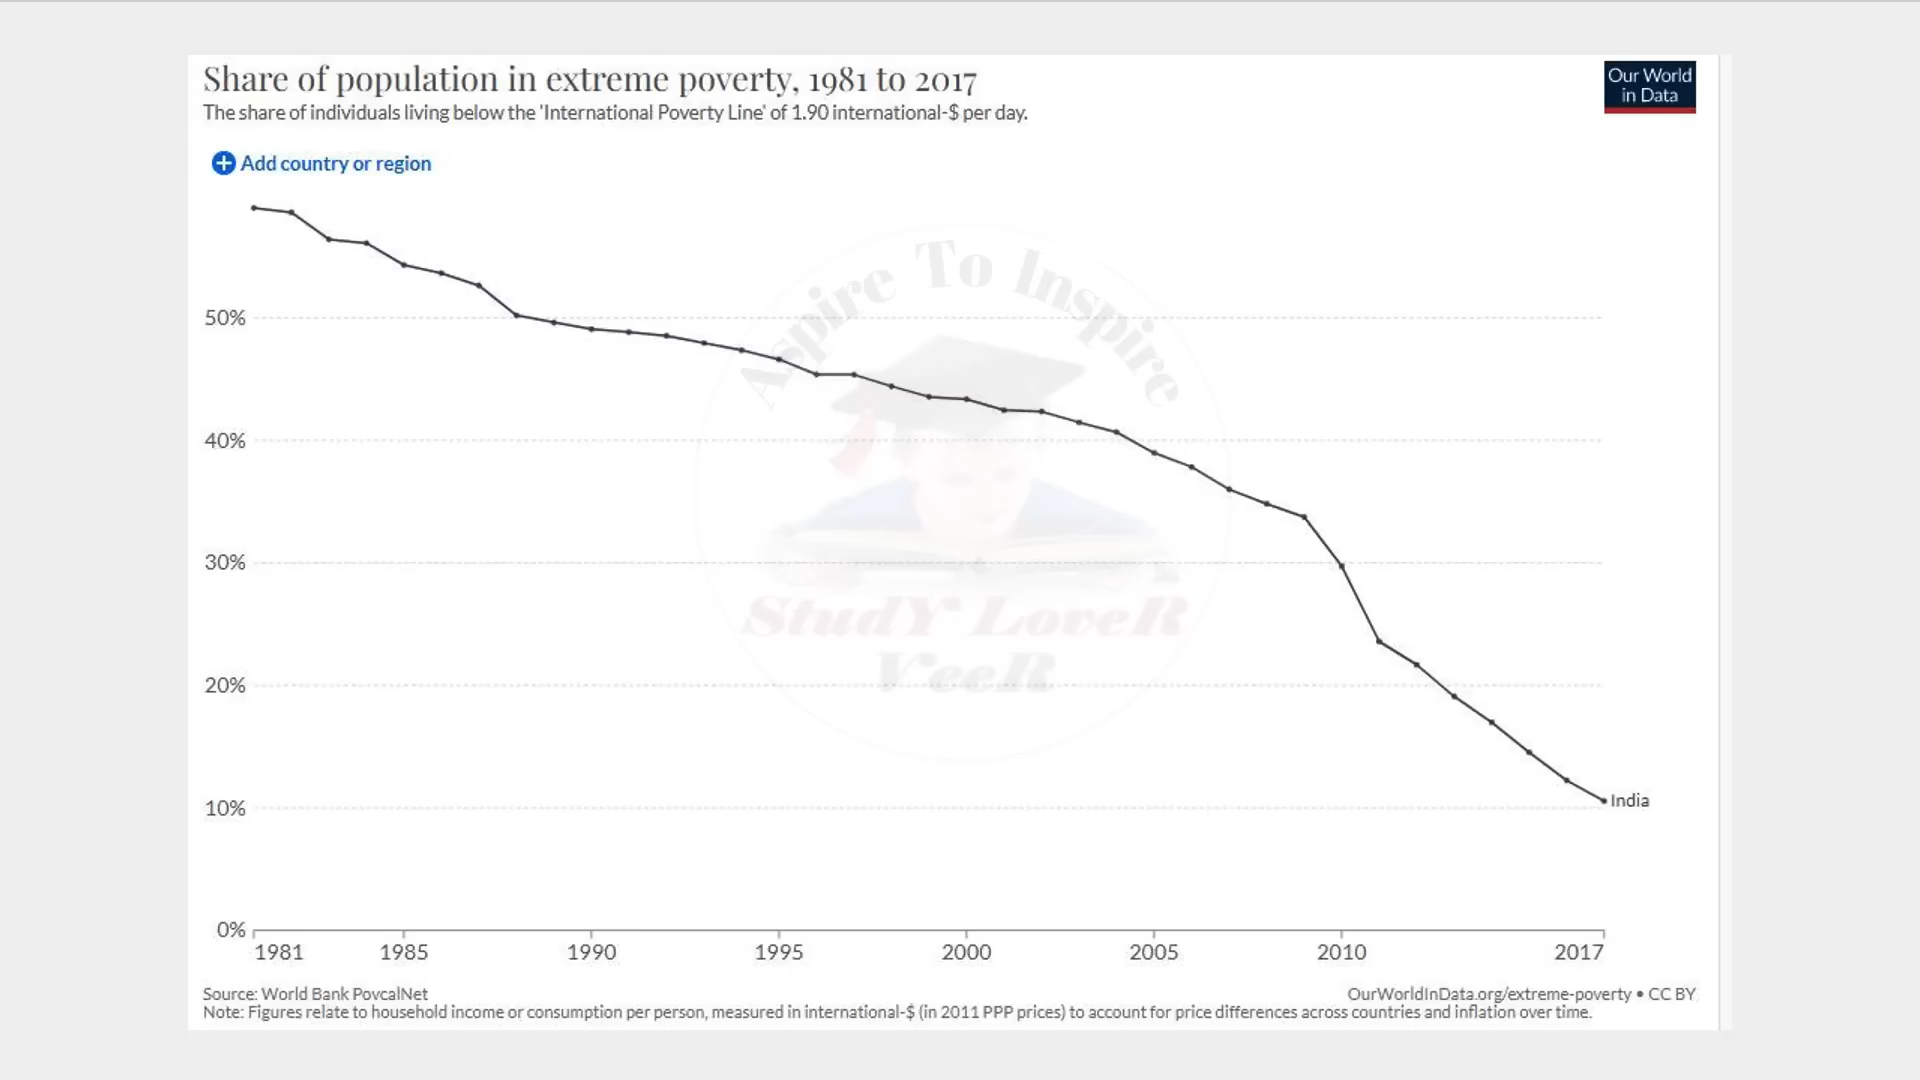 Share of population in extreme poverty, 1981 to 2017
The share of individuals living below the 'International Poverty Line' of 1.90 international-$ per day.
Our World
in Data
Add country or region
Aspire To Inspire
50%
40%
30%
StudY LoveR
VeeR
20%
10%
India
0%
1981 1985 1990 1995 2000 2005 2010 2017
Source: World Bank PovcalNet
OurWorldInData.org/extreme-poverty • CC BY
Note: Figures relate to household income or consumption per person, measured in international-$ (in 2011 PPP prices) to account for price differences across countries and inflation over time.